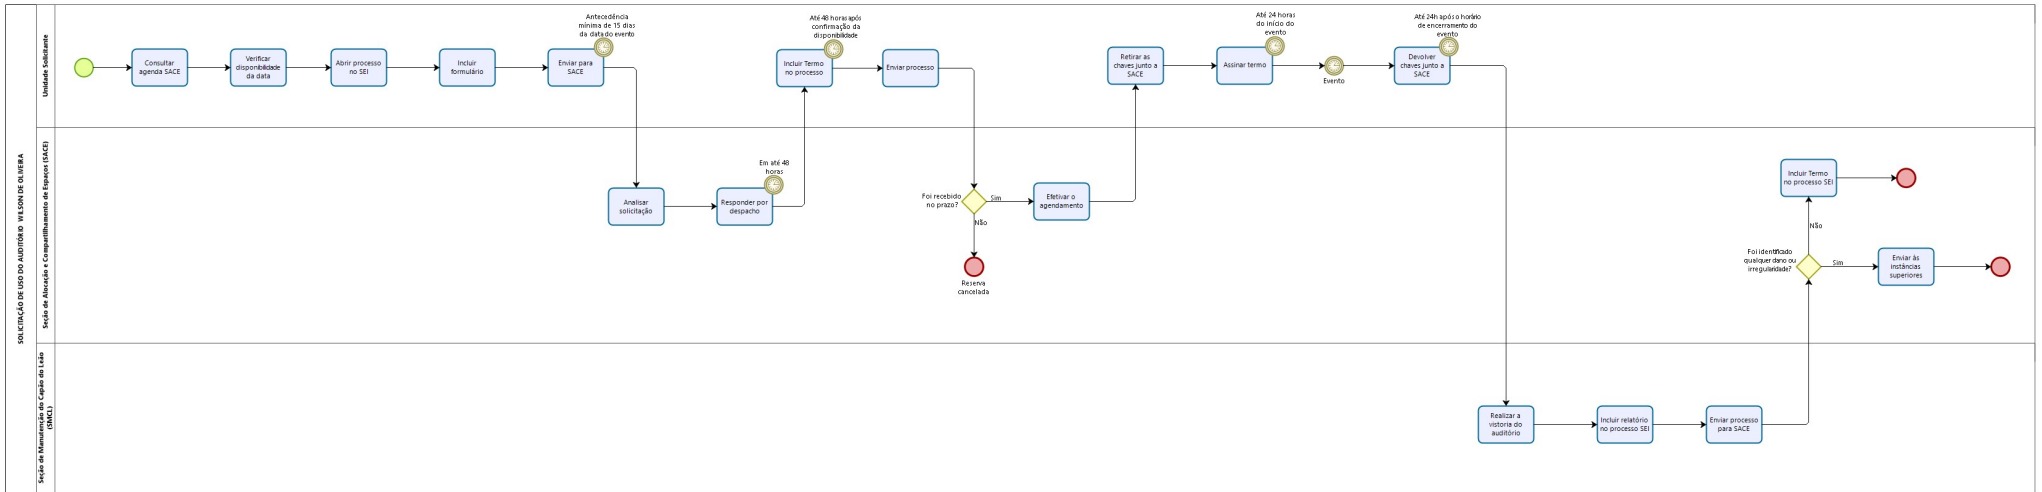 SOLICITAÇÃO DE USO DO AUDITÓRIO WILSON DE OLIVEIRA
Unidade Solicitante
Consultar
agenda SACE
Verificar
disponibilidade
da data
Abrir processo
no SEI
Incluir
formulário
Enviar para
SACE
Antecedência
mínima de 15 dias
da data do evento
Incluir Termo
no processo
Até 48 horas após
confirmação da
disponibilidade
Enviar processo
Retirar as
chaves junto a
SACE
Assinar termo
Até 24 horas
do início do
evento
Evento
Devolver
chaves junto a
SACE
Até 24h após o horário
de encerramento do
evento
Seção de Alocação e Compartilhamento de Espaços (SACE)
Analisar
solicitação
Responder por
despacho
Em até 48
horas
Foi recebido
no prazo?
Sim
Não
Reserva
cancelada
Efetivar o
agendamento
Incluir Termo
no processo SEI
Não
Foi identificado
qualquer dano ou
irregularidade?
Sim
Enviar às
instâncias
superiores
Seção de Manutenção do Capão do Leão
(SMCL)
Realizar a
vistoria do
auditório
Incluir relatório
no processo SEI
Enviar processo
para SACE